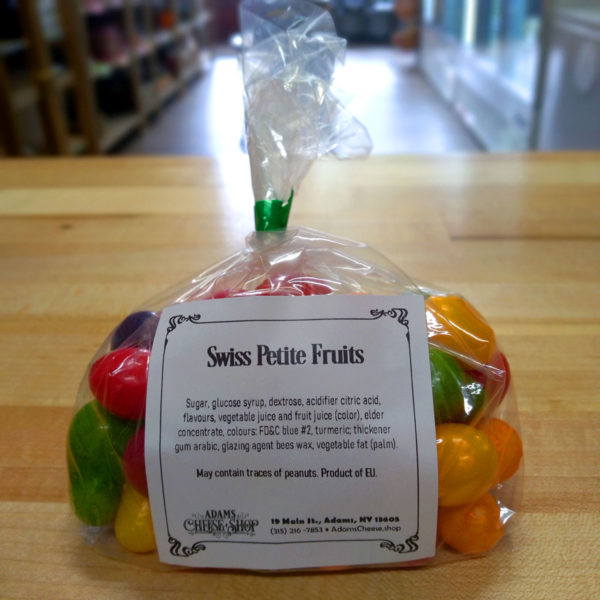 Swiss Petite Fruits
Sugar, glucose syrup, dextrose, acidifier citric acid,
flavours, vegetable juice and fruit juice (color), elder
concentrate, colours: FD&C blue #2, turmeric; thickener
gum arabic, glazing agent bees wax, vegetable fat (palm).
May contain traces of peanuts. Product of EU.
ADAMS
CHEESE SHOP
19 Main St., Adams, NY 13605
(315) 216-7853 • AdamsCheese.shop